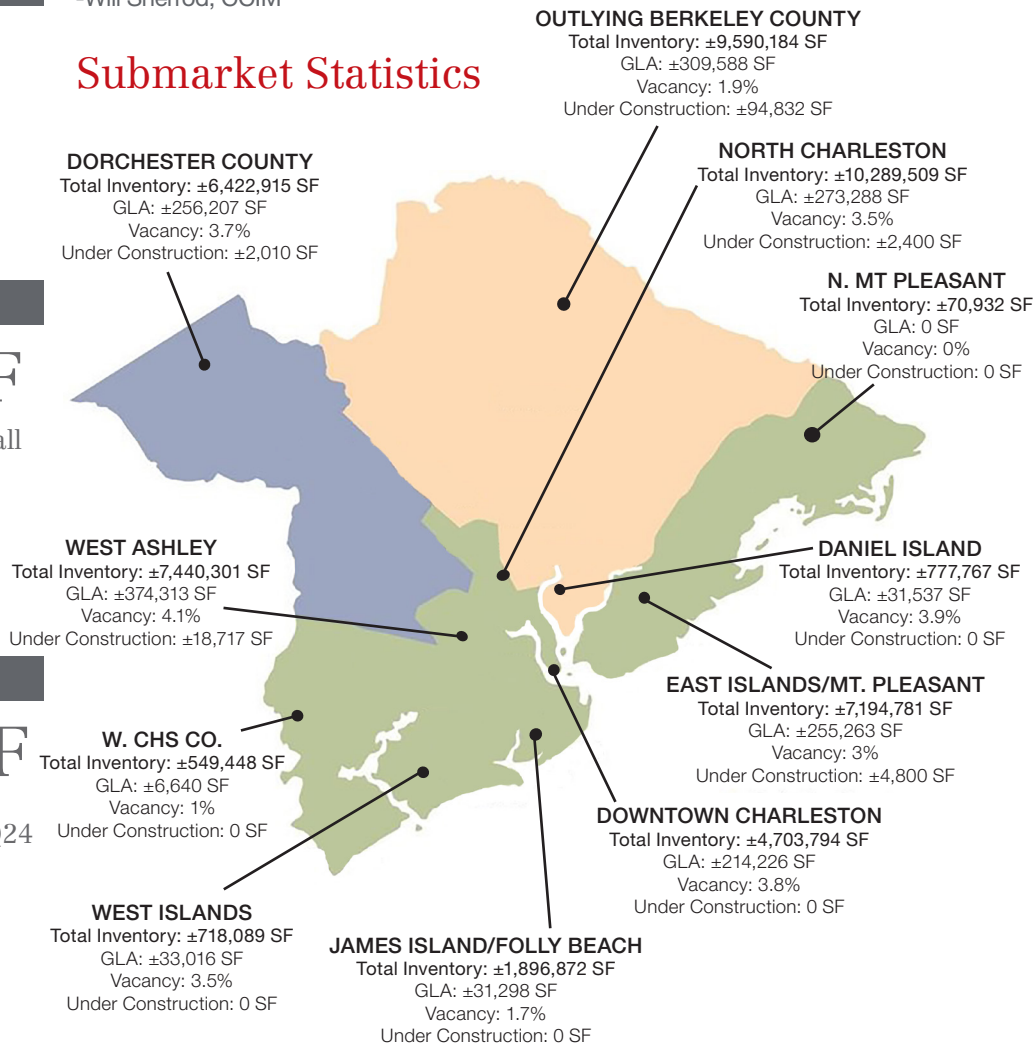 -Will Sherrod, CCIM
Submarket Statistics
OUTLYING BERKELEY COUNTY
Total Inventory: ±9,590,184 SF
GLA: ±309,588 SF
Vacancy: 1.9%
Under Construction: ±94,832 SF
DORCHESTER COUNTY
Total Inventory: ±6,422,915 SF
GLA: ±256,207 SF
Vacancy: 3.7%
Under Construction: ±2,010 SF
NORTH CHARLESTON
Total Inventory: ±10,289,509 SF
GLA: ±273,288 SF
Vacancy: 3.5%
Under Construction: ±2,400 SF
N. MT PLEASANT
Total Inventory: ±70,932 SF
GLA: 0 SF
Vacancy: 0%
Under Construction: 0 SF
F
all
WEST ASHLEY
Total Inventory: ±7,440,301 SF
GLA: ±374,313 SF
Vacancy: 4.1%
Under Construction: ±18,717 SF
DANIEL ISLAND
Total Inventory: ±777,767 SF
GLA: ±31,537 SF
Vacancy: 3.9%
Under Construction: 0 SF
EAST ISLANDS/MT. PLEASANT
Total Inventory: ±7,194,781 SF
GLA: ±255,263 SF
Vacancy: 3%
Under Construction: ±4,800 SF
F
24
W. CHS CO.
Total Inventory: ±549,448 SF
GLA: ±6,640 SF
Vacancy: 1%
Under Construction: 0 SF
DOWNTOWN CHARLESTON
Total Inventory: ±4,703,794 SF
GLA: ±214,226 SF
Vacancy: 3.8%
Under Construction: 0 SF
WEST ISLANDS
Total Inventory: ±718,089 SF
GLA: ±33,016 SF
Vacancy: 3.5%
Under Construction: 0 SF
JAMES ISLAND/FOLLY BEACH
Total Inventory: ±1,896,872 SF
GLA: ±31,298 SF
Vacancy: 1.7%
Under Construction: 0 SF